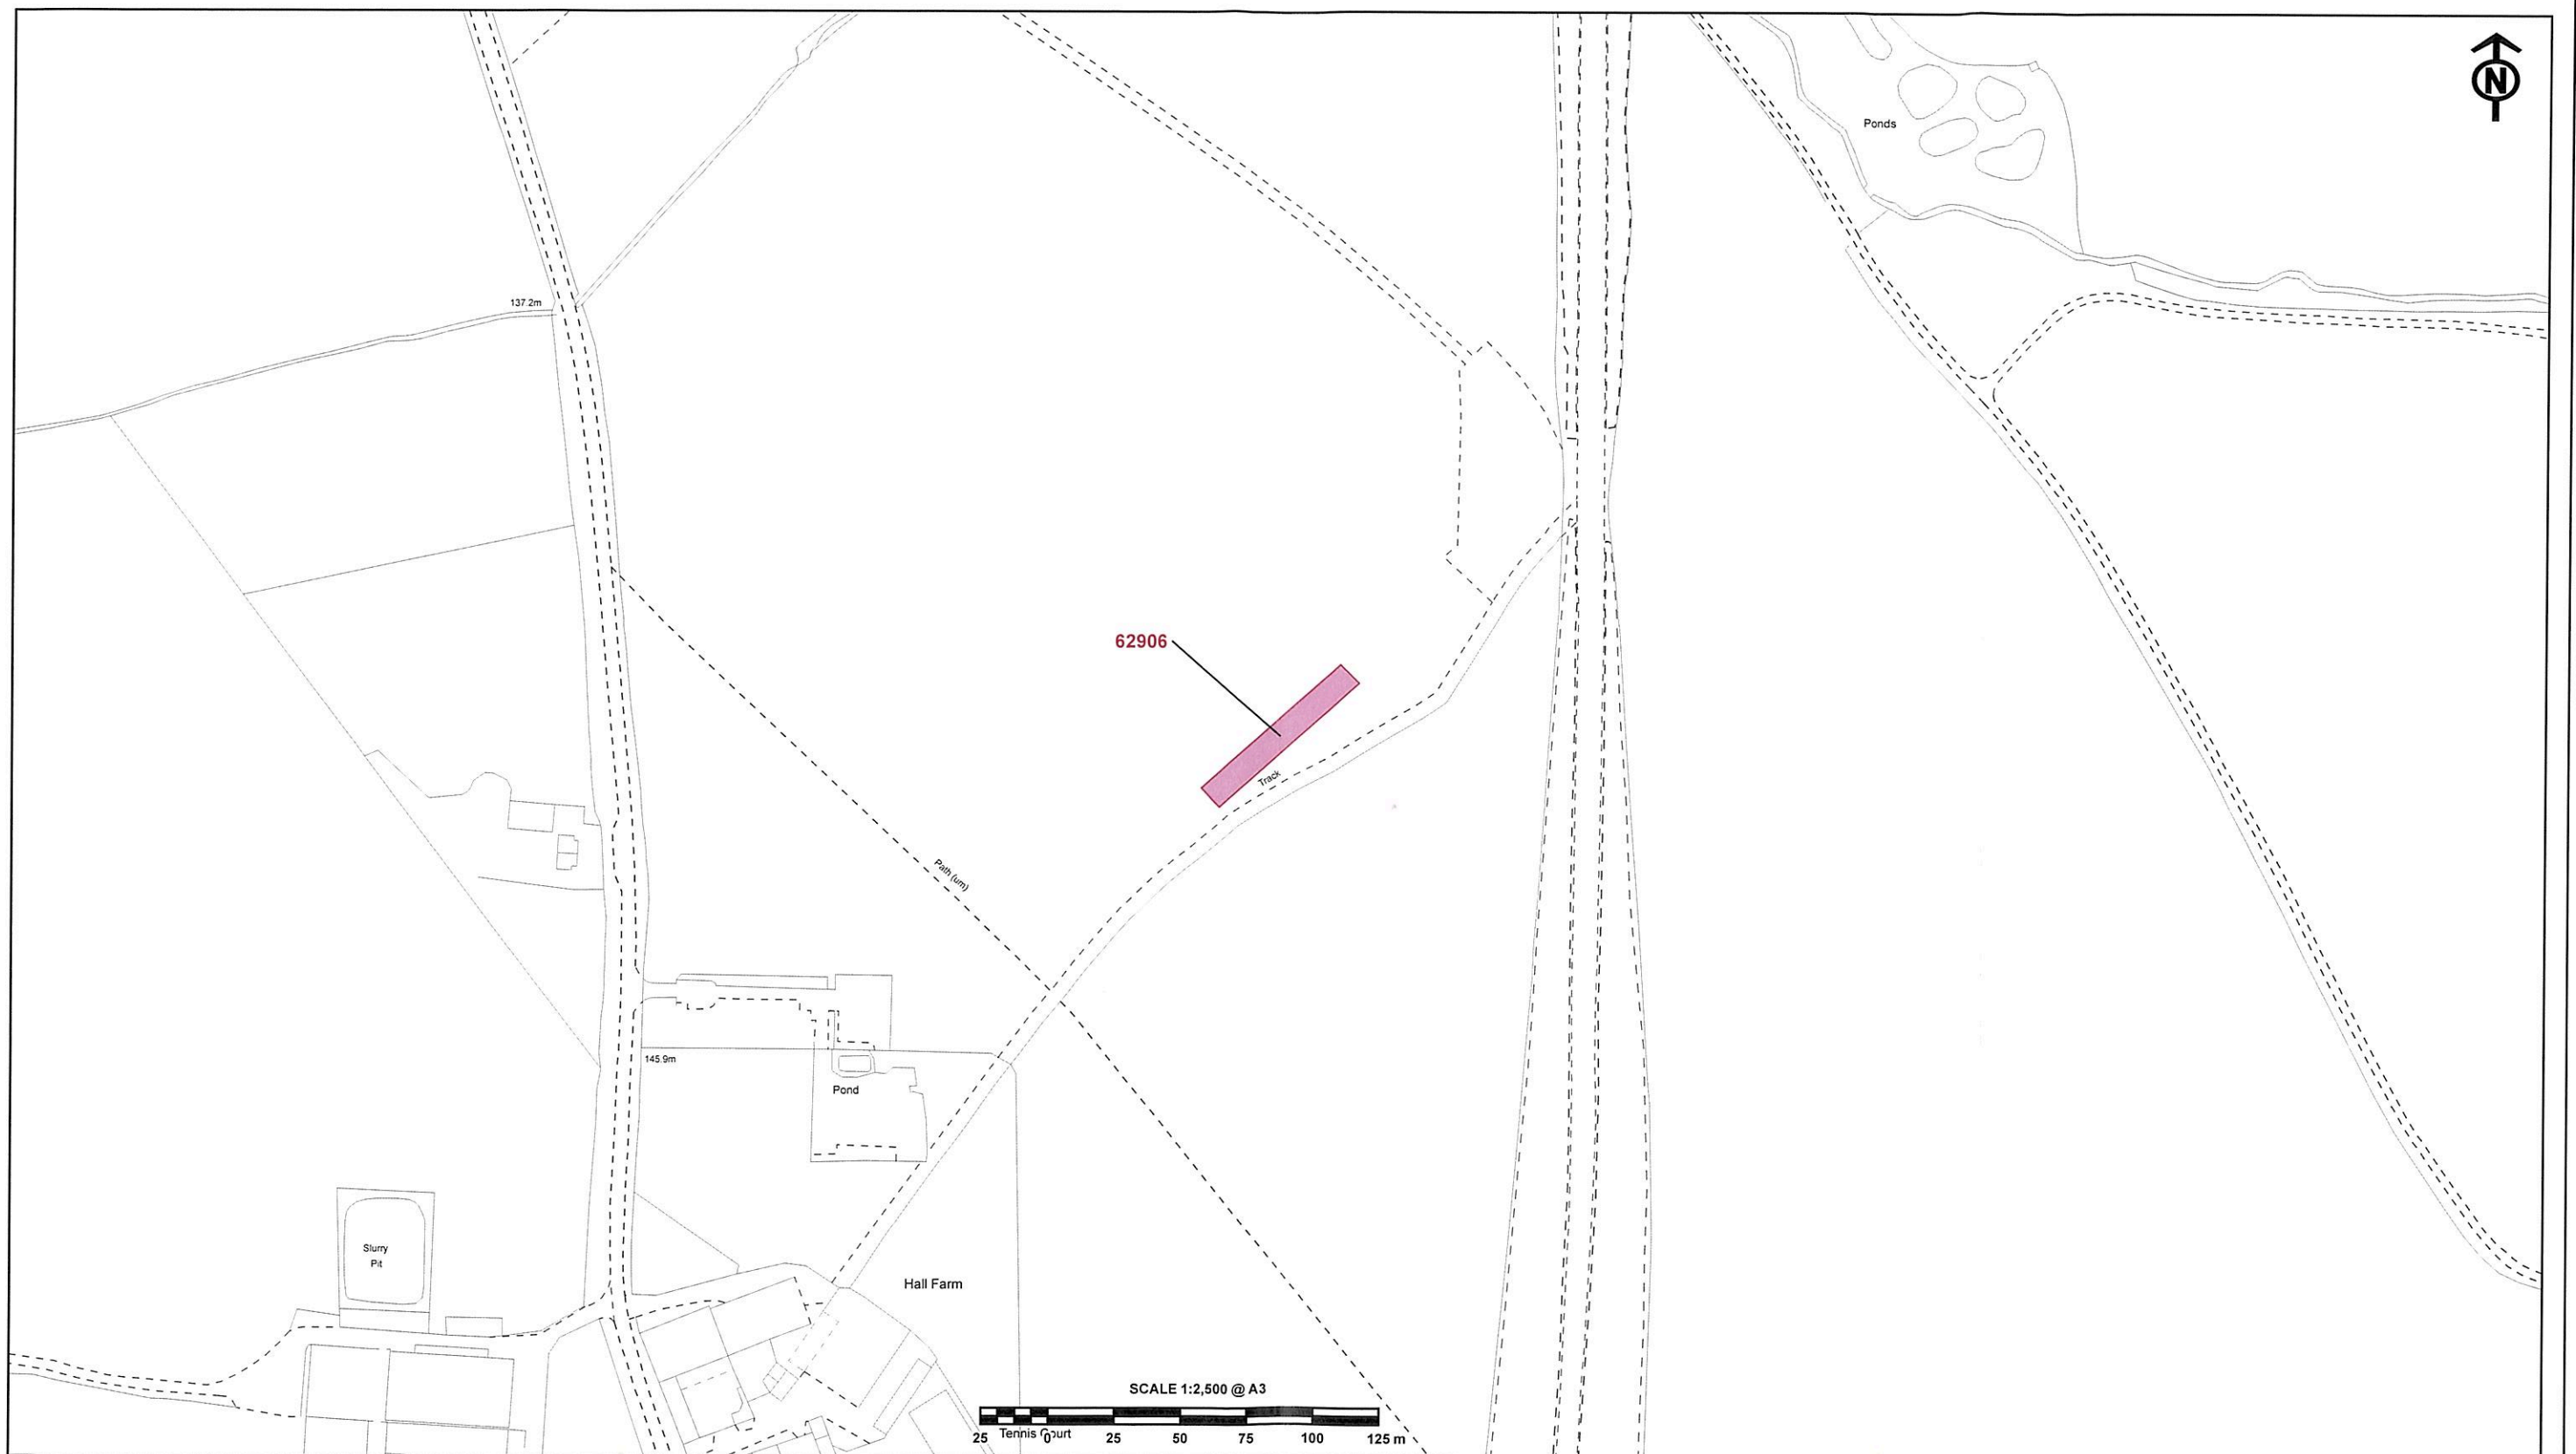 N
Ponds
137.2m
62906
Track
Path (um)
145.9m
Pond
Slurry
Pit
Hall Farm
SCALE 1:2,500 @ A3
Tennis Court
25 0 25 50 75 100 125 m